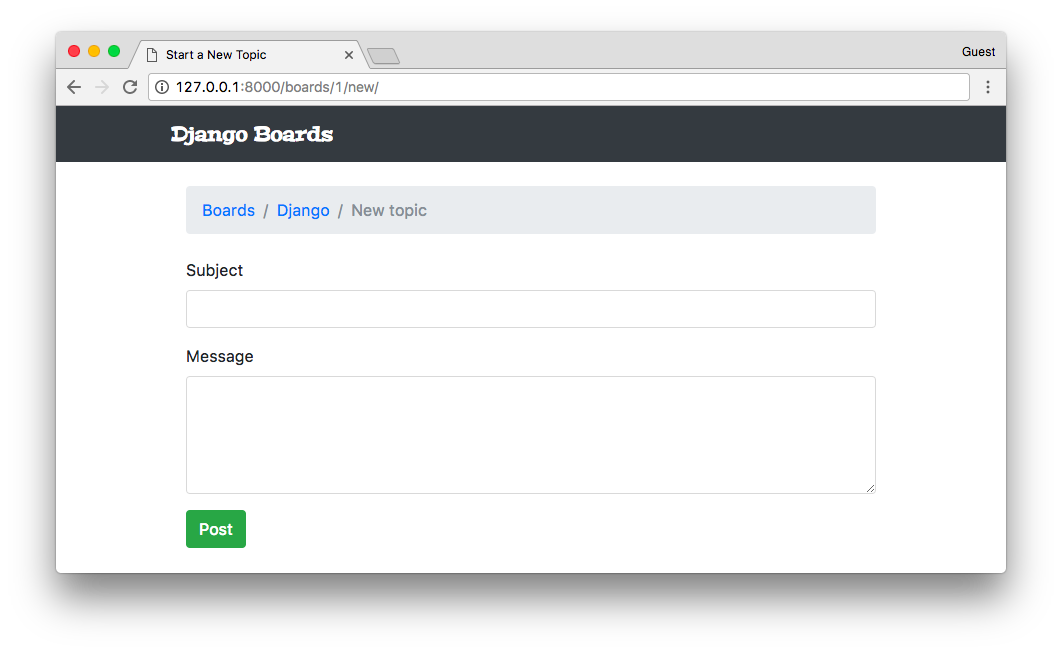 Start a New Topic
Guest
127.0.0.1:8000/boards/1/new/
Django Boards
Boards / Django / New topic
Subject
Message
Post